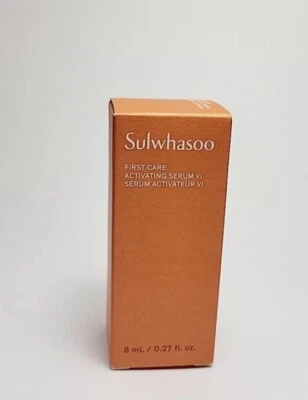 Sulwhasoo
FIRST CARE
ACTIVATING SERUM VI
SÉRUM ACTIVATEUR VI
8 mL / 0.27 fl. oz.